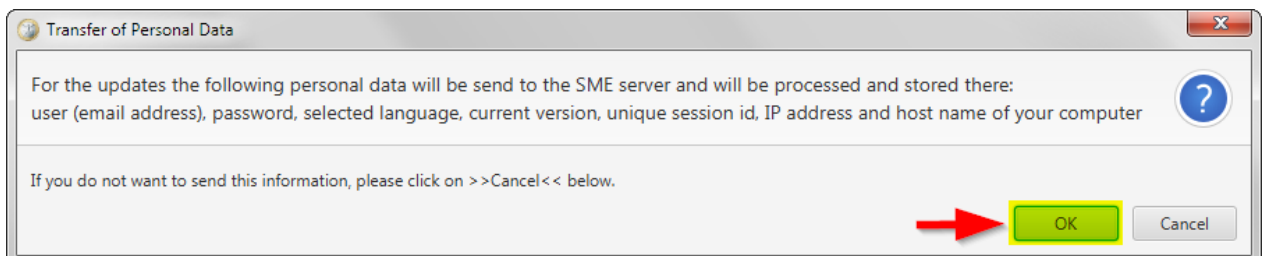 Transfer of Personal Data
For the updates the following personal data will be send to the SME server and will be processed and stored there:
user (email address), password, selected language, current version, unique session id, IP address and host name of your computer
If you do not want to send this information, please click on >>Cancel<< below.
OK Cancel